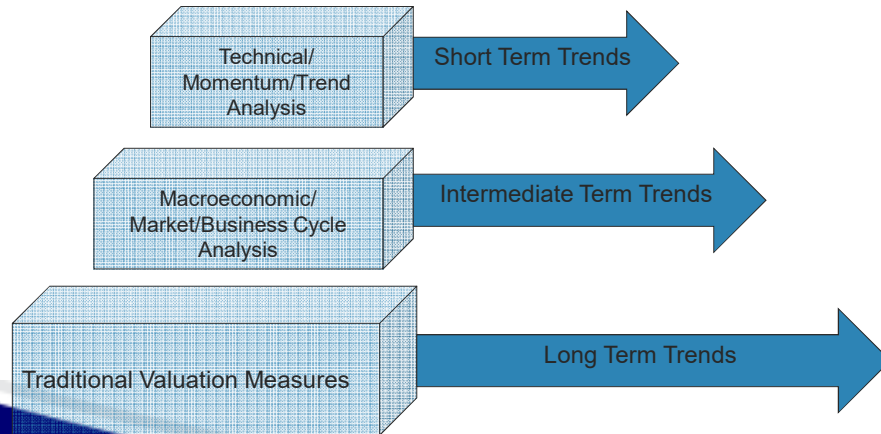 Technical/
Momentum/Trend
Analysis
Short Term Trends
Macroeconomic/
Market/Business Cycle
Analysis
Intermediate Term Trends
Traditional Valuation Measures
Long Term Trends